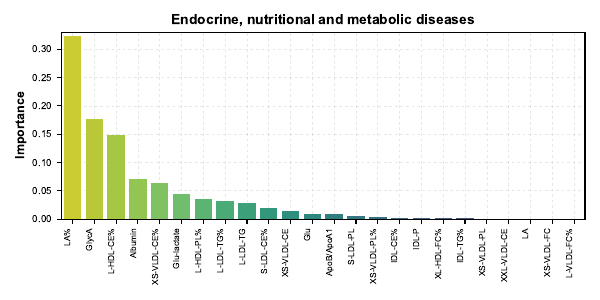 Endocrine, nutritional and metabolic diseases
Importance
0.30
0.25
0.20
0.15
0.10
0.05
0.00
LA%
GlycA
L-HDL-CE%
Albumin
XS-VLDL-CE%
Glu-lactate
L-HDL-PL%
L-LDL-TG%
L-LDL-TG
S-LDL-CE%
XS-VLDL-CE
Glu
ApoB/ApoA1
S-LDL-PL
XS-VLDL-PL%
IDL-CE%
IDL-P
XL-HDL-FC%
IDL-TG%
XS-VLDL-PL
XXL-VLDL-CE
LA
XS-VLDL-FC
L-VLDL-FC%